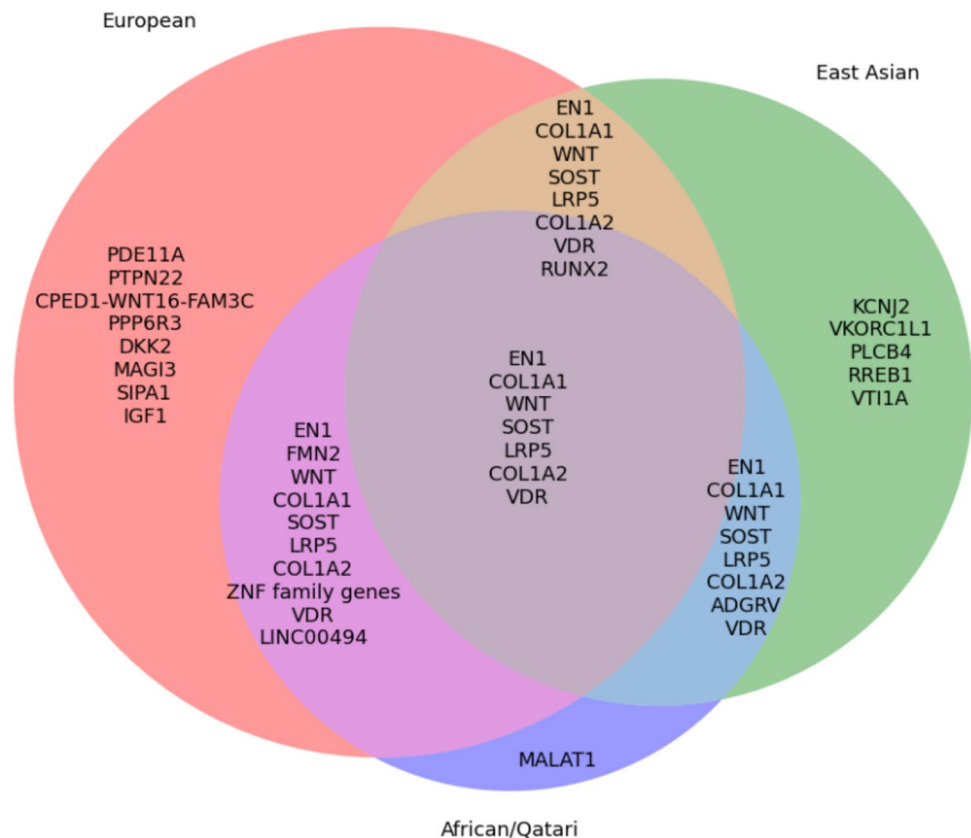 European
East Asian
EN1
COL1A1
WNT
SOST
LRP5
COL1A2
VDR
RUNX2
PDE11A
PTPN22
CPED1-WNT16-FAM3C
PPP6R3
DKK2
MAGI3
SIPA1
IGF1
KCNJ2
VKORC1L1
PLCB4
RREB1
VTI1A
EN1
COL1A1
WNT
SOST
LRP5
COL1A2
VDR
EN1
FMN2
WNT
COL1A1
SOST
LRP5
COL1A2
ZNF family genes
VDR
LINC00494
EN1
COL1A1
WNT
SOST
LRP5
COL1A2
ADGRV
VDR
MALAT1
African/Qatari